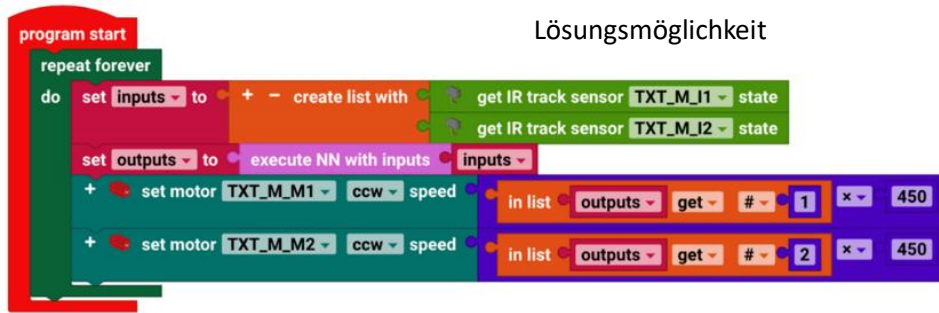 Lösungsmöglichkeit
program start
repeat forever
do set inputs to + − create list with get IR track sensor TXT_M_I1 state
get IR track sensor TXT_M_I2 state
set outputs to execute NN with inputs inputs
+ set motor TXT_M_M1 ccw speed in list outputs get # 1 × 450
+ set motor TXT_M_M2 ccw speed in list outputs get # 2 × 450